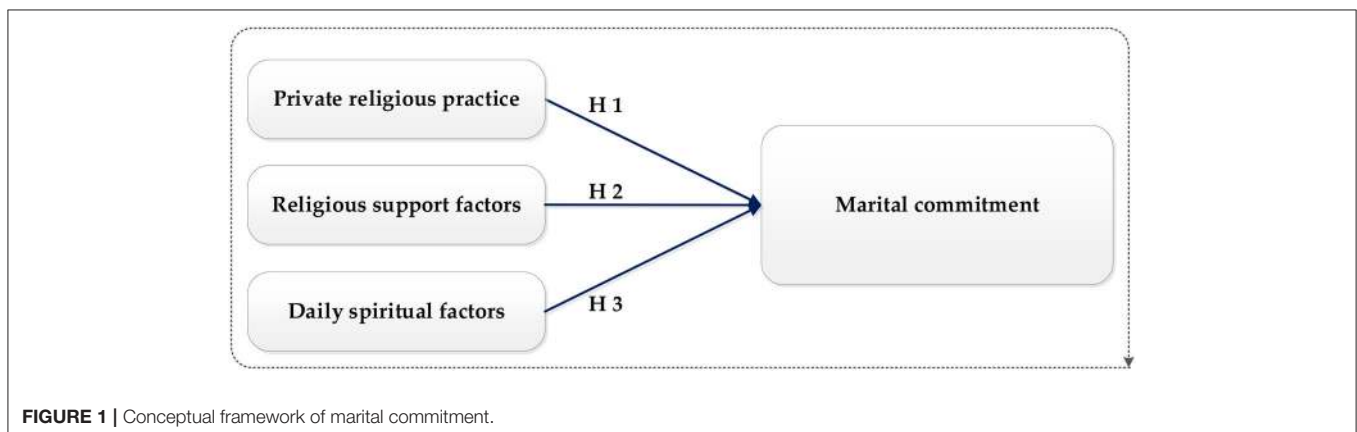 Private religious practice
H 1
Religious support factors
H 2
Marital commitment
Daily spiritual factors
H 3
FIGURE 1 | Conceptual framework of marital commitment.